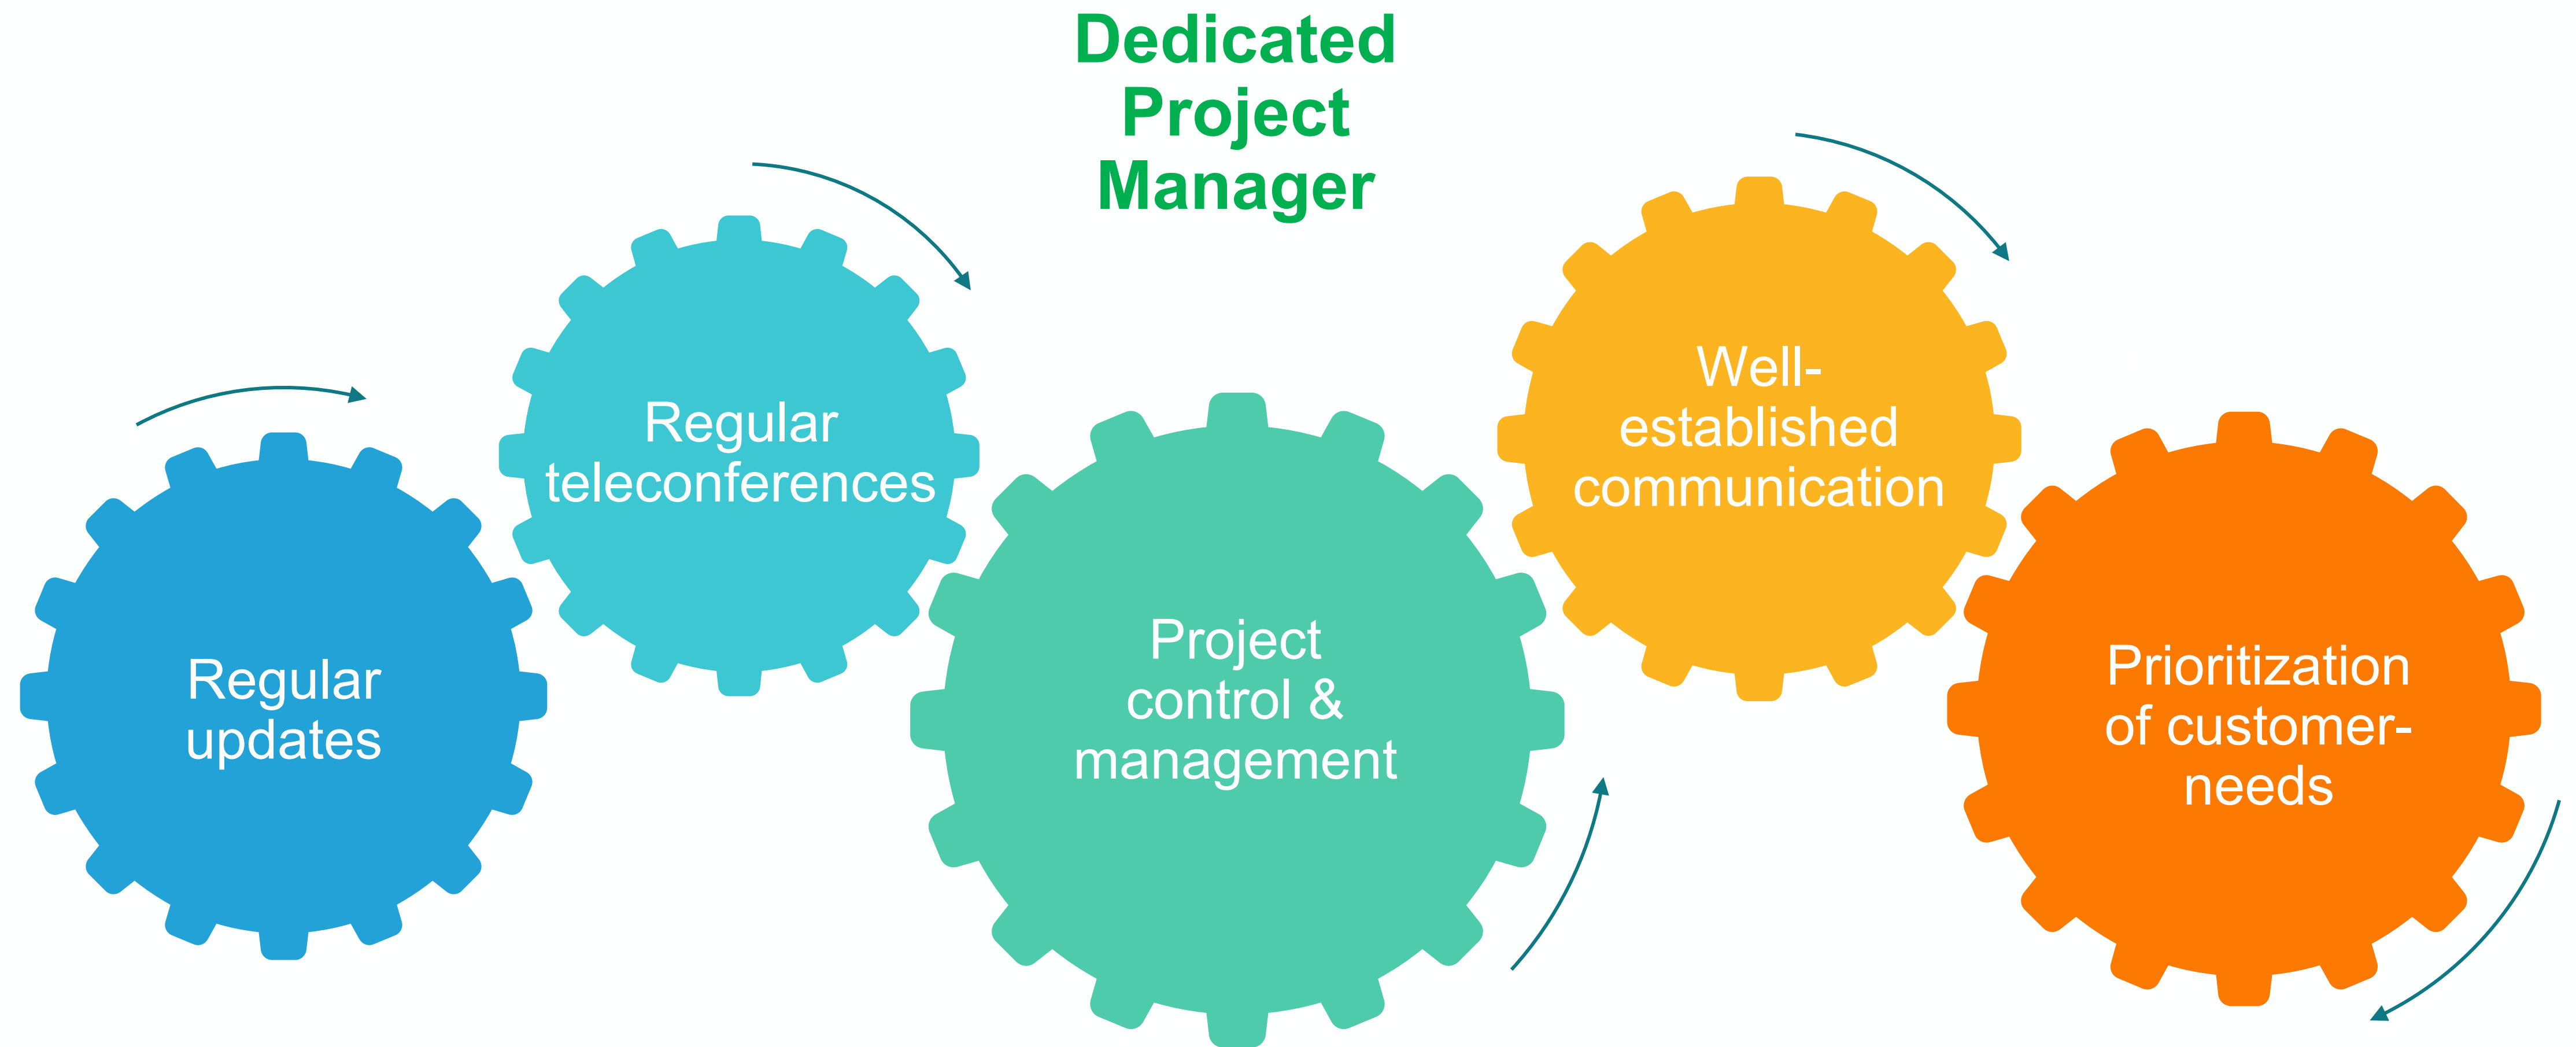 Dedicated
Project
Manager
Regular
updates
Regular
teleconferences
Project
control &
management
Well-
established
communication
Prioritization
of customer-
needs